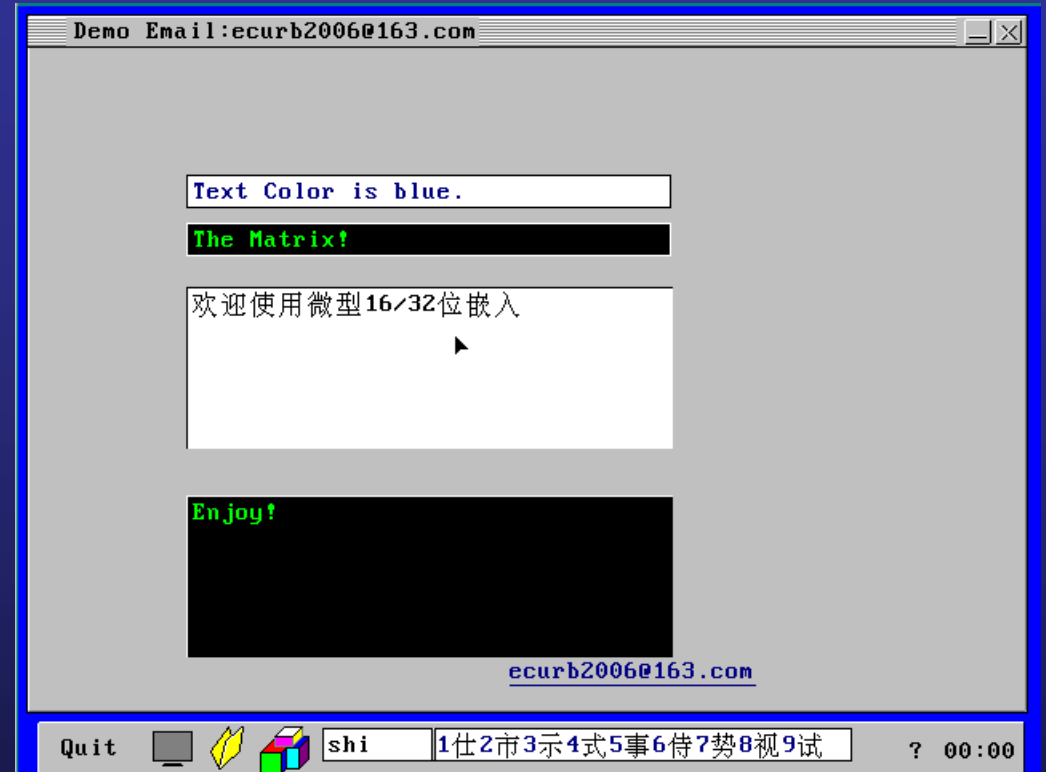 Demo Email:ecurb2006@163.com
Text Color is blue.
The Matrix!
欢迎使用微型16/32位嵌入
Enjoy!
ecurb2006@163.com
Quit shi 1仕2市3示4式5事6侍7势8视9试 ? 00:00